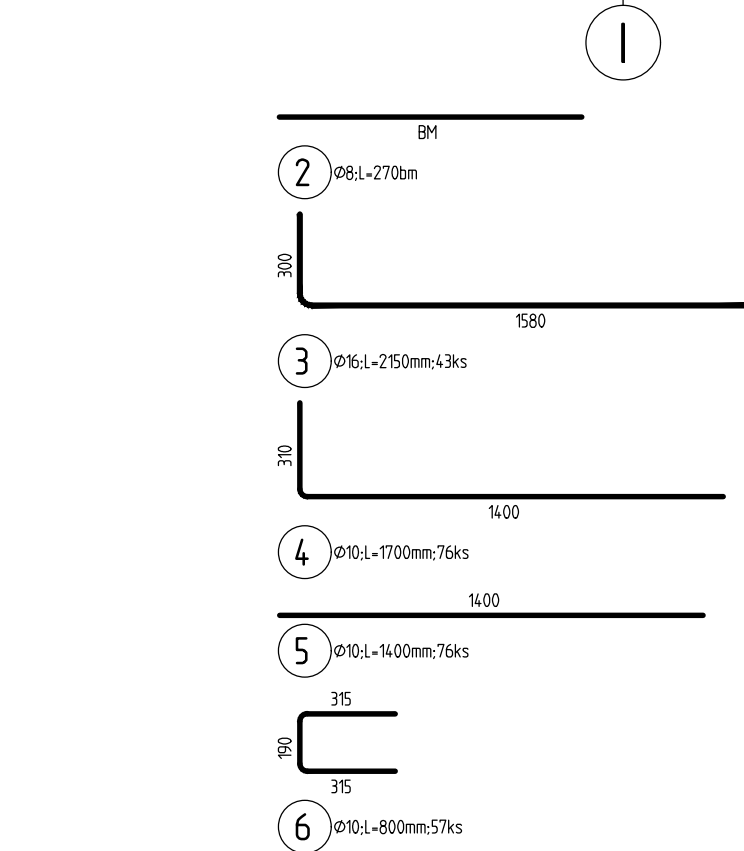 1
BM
2 Ø8;L=270bm
300
1580
3 Ø16;L=2150mm;43ks
310
1400
4 Ø10;L=1700mm;76ks
1400
5 Ø10;L=1400mm;76ks
315
190
315
6 Ø10;L=800mm;57ks